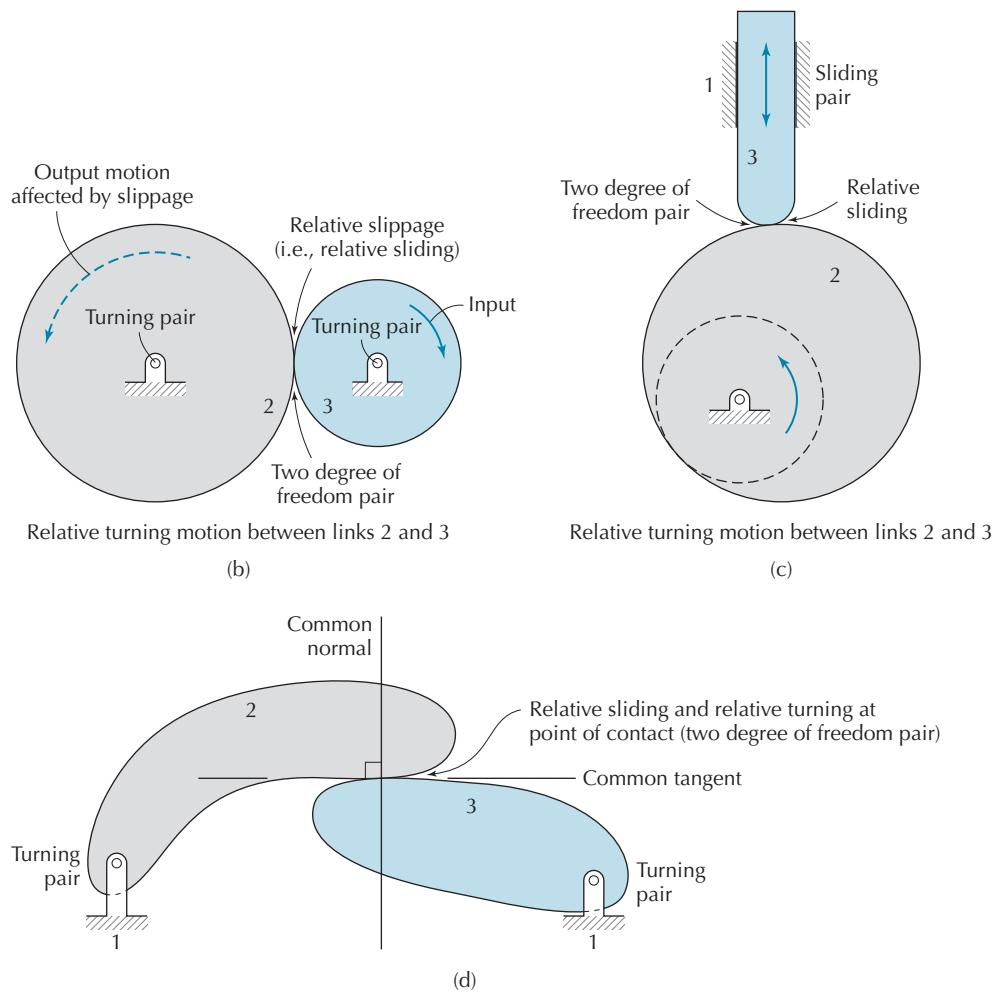 Output motion
affected by slippage
Relative slippage
(i.e., relative sliding)
Input
Turning pair
Turning pair
2
3
Two degree of
freedom pair
Relative turning motion between links 2 and 3
(b)
1
Sliding
pair
3
Two degree of
freedom pair
Relative
sliding
2
Relative turning motion between links 2 and 3
(c)
Common
normal
2
Relative sliding and relative turning at
point of contact (two degree of freedom pair)
Common tangent
3
Turning
pair
Turning
pair
1
1
(d)